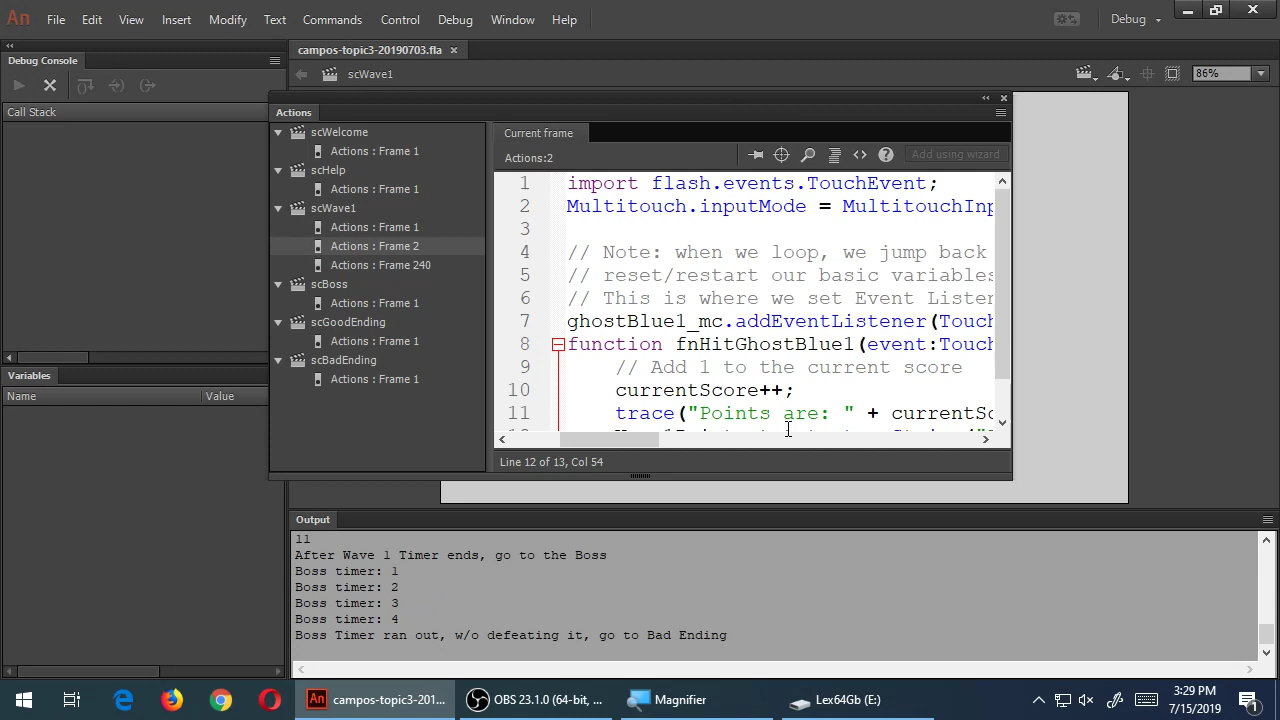 An File Edit View Insert Modify Text Commands Control Debug Window Help Debug
Debug Console
campos-topic3-20190703.fla
scWave1
86%
Call Stack
Actions
scWelcome
Actions : Frame 1
scHelp
Actions : Frame 1
scWave1
Actions : Frame 1
Actions : Frame 2
Actions : Frame 240
scBoss
Actions : Frame 1
scGoodEnding
Actions : Frame 1
scBadEnding
Actions : Frame 1
Current frame
Actions:2
Add using wizard
1 import flash.events.TouchEvent;
2 Multitouch.inputMode = MultitouchInp
3
4 // Note: when we loop, we jump back
5 // reset/restart our basic variables
6 // This is where we set Event Listen
7 ghostBlue1_mc.addEventListener(Touch
8 function fnHitGhostBlue1(event:Touch
9 // Add 1 to the current score
10 currentScore++;
11 trace("Points are: " + currentSc
Line 12 of 13, Col 54
Variables
Name Value
Output
11
After Wave 1 Timer ends, go to the Boss
Boss timer: 1
Boss timer: 2
Boss timer: 3
Boss timer: 4
Boss Timer ran out, w/o defeating it, go to Bad Ending
An campos-topic3-201... OBS 23.1.0 (64-bit, ... Magnifier Lex64Gb (E:)
3:29 PM
7/15/2019
1